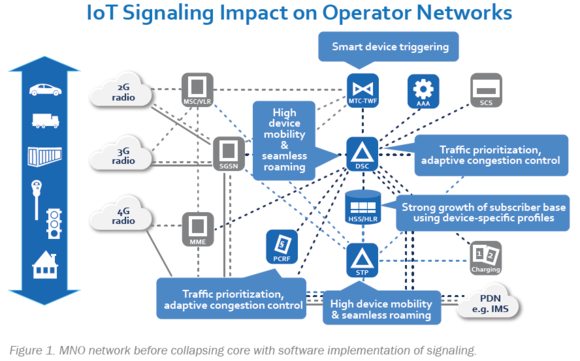 IoT Signaling Impact on Operator Networks
Smart device triggering
2G
radio
MSC/VLR
MTC-TWF
AAA
SCS
High
device
mobility
&
seamless
roaming
3G
radio
SGSN
DSC
Traffic prioritization,
adaptive congestion control
4G
radio
MME
HSS/HLR
Strong growth of subscriber base
using device-specific profiles
$
PCRF
STP
1 2
Charging
Traffic prioritization,
adaptive congestion control
High device mobility
& seamless roaming
PDN
e.g. IMS
Figure 1. MNO network before collapsing core with software implementation of signaling.